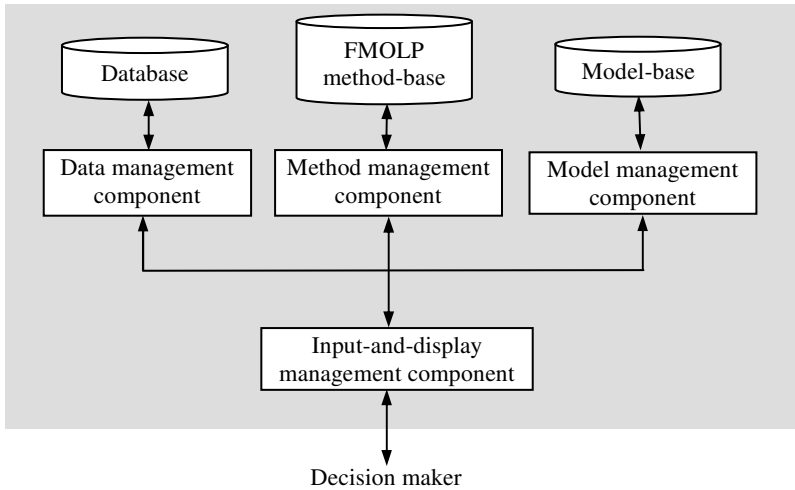 Database
FMOLP
method-base
Model-base
Data management
component
Method management
component
Model management
component
Input-and-display
management component
Decision maker